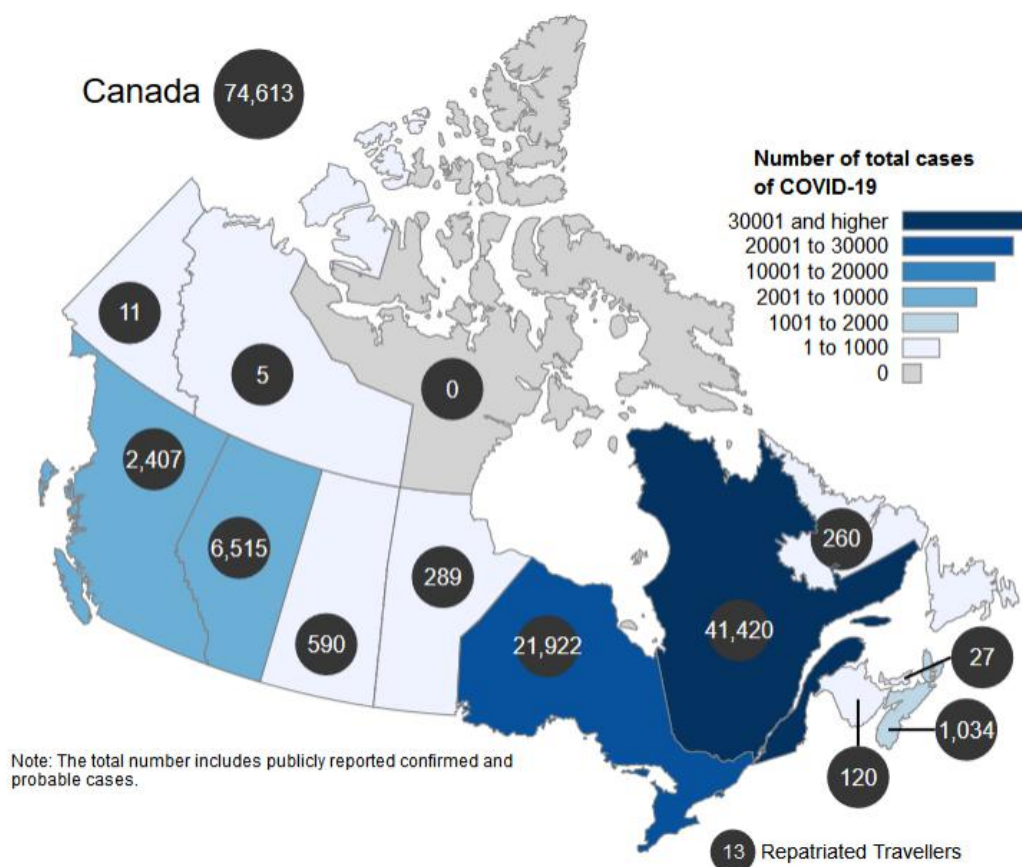 Canada 74,613
Number of total cases
of COVID-19
30001 and higher
20001 to 30000
10001 to 20000
2001 to 10000
1001 to 2000
1 to 1000
0
11
5
0
2,407
6,515
590
289
21,922
41,420
260
27
1,034
120
Note: The total number includes publicly reported confirmed and
probable cases.
13 Repatriated Travellers